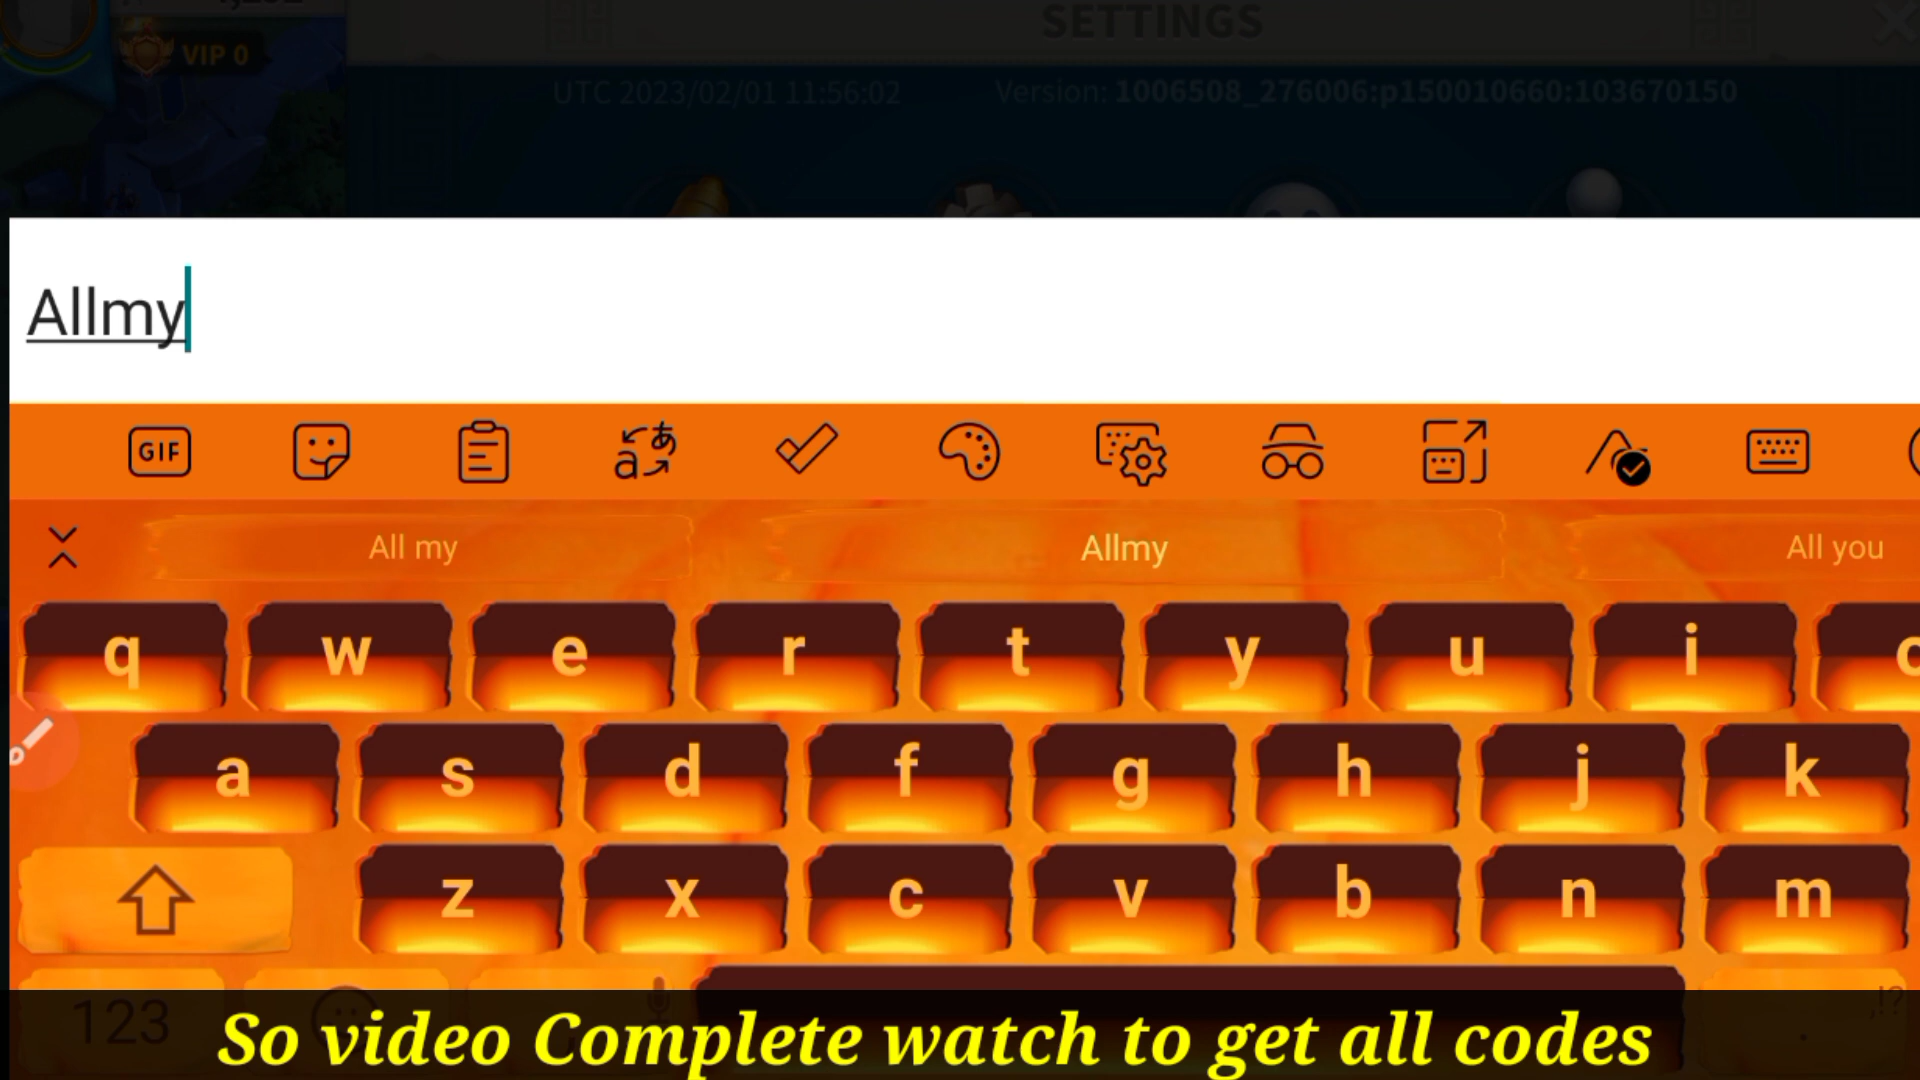 SETTINGS
VIP 0
UTC 2023/02/01 11:56:02 Version: 1006508_276006:p150010660:103670150
Allmy
GIF
a あ
All my Allmy All you
q w e r t y u i
a s d f g h j k
z x c v b n m
123 ,!?
So video Complete watch to get all codes